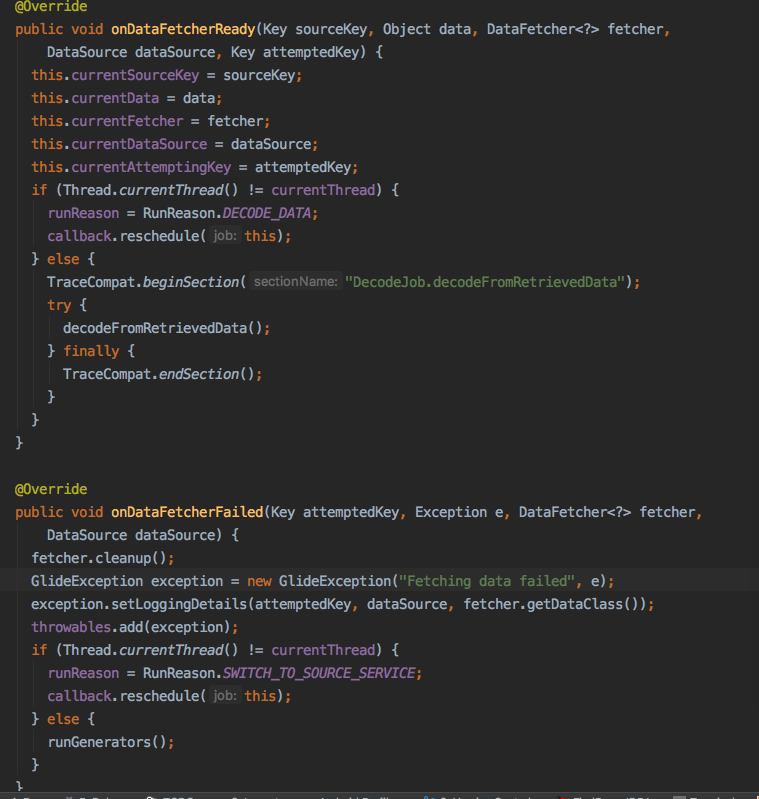 @Override
public void onDataFetcherReady(Key sourceKey, Object data, DataFetcher<?> fetcher,
    DataSource dataSource, Key attemptedKey) {
  this.currentSourceKey = sourceKey;
  this.currentData = data;
  this.currentFetcher = fetcher;
  this.currentDataSource = dataSource;
  this.currentAttemptingKey = attemptedKey;
  if (Thread.currentThread() != currentThread) {
    runReason = RunReason.DECODE_DATA;
    callback.reschedule( job: this);
  } else {
    TraceCompat.beginSection( sectionName: "DecodeJob.decodeFromRetrievedData");
    try {
      decodeFromRetrievedData();
    } finally {
      TraceCompat.endSection();
    }
  }
}

@Override
public void onDataFetcherFailed(Key attemptedKey, Exception e, DataFetcher<?> fetcher,
    DataSource dataSource) {
  fetcher.cleanup();
  GlideException exception = new GlideException("Fetching data failed", e);
  exception.setLoggingDetails(attemptedKey, dataSource, fetcher.getDataClass());
  throwables.add(exception);
  if (Thread.currentThread() != currentThread) {
    runReason = RunReason.SWITCH_TO_SOURCE_SERVICE;
    callback.reschedule( job: this);
  } else {
    runGenerators();
  }
}